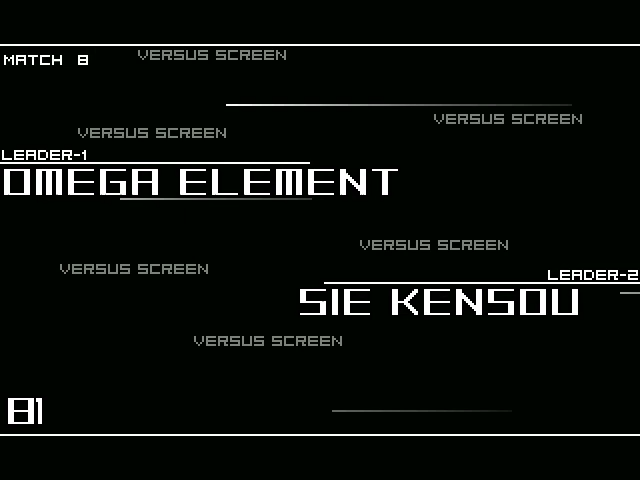 VERSUS SCREEN
MATCH 8
VERSUS SCREEN
VERSUS SCREEN
LEADER-1
OMEGA ELEMENT
VERSUS SCREEN
VERSUS SCREEN
LEADER-2
SIE KENSOU
VERSUS SCREEN
81